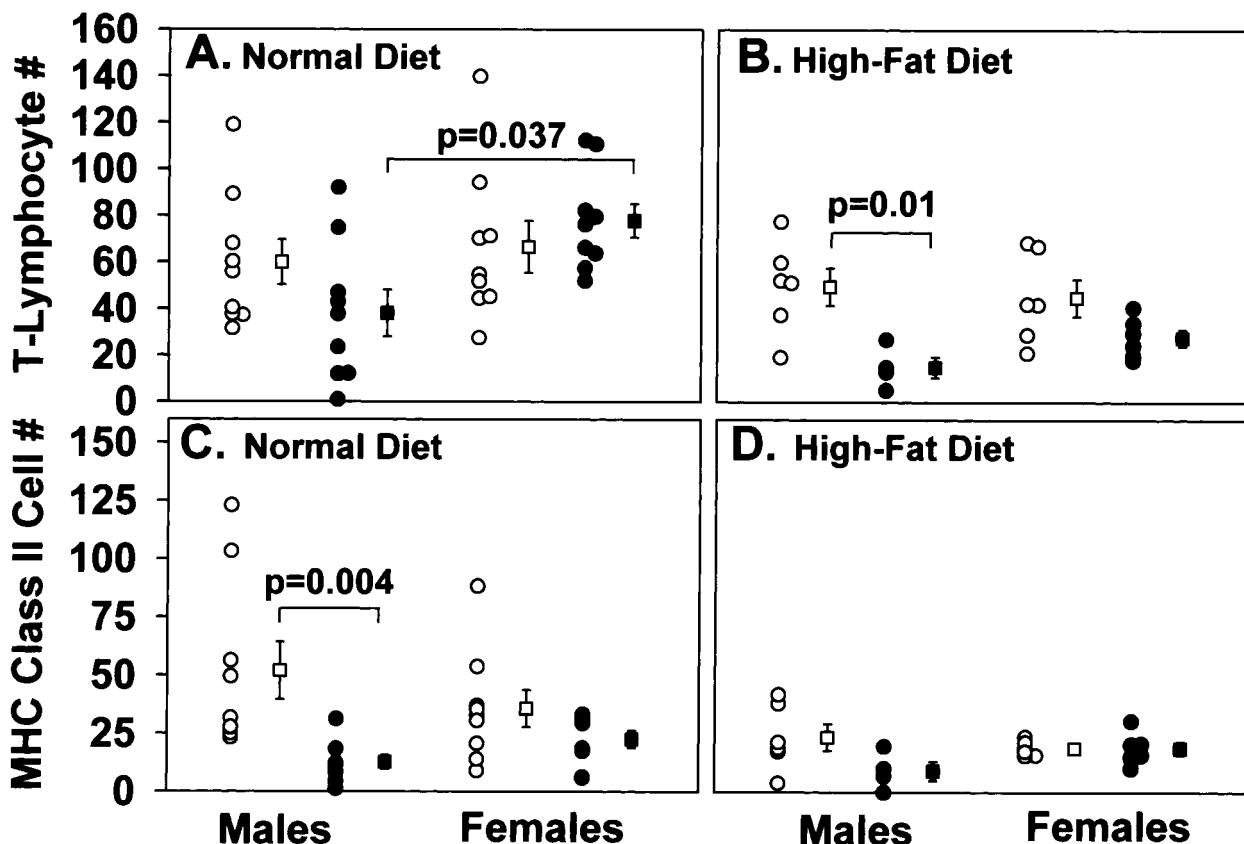 T-Lymphocyte #
160
140
120
100
80
60
40
20
0
A. Normal Diet
p=0.037
B. High-Fat Diet
p=0.01
MHC Class II Cell #
150
125
100
75
50
25
0
C. Normal Diet
p=0.004
D. High-Fat Diet
Males Females Males Females